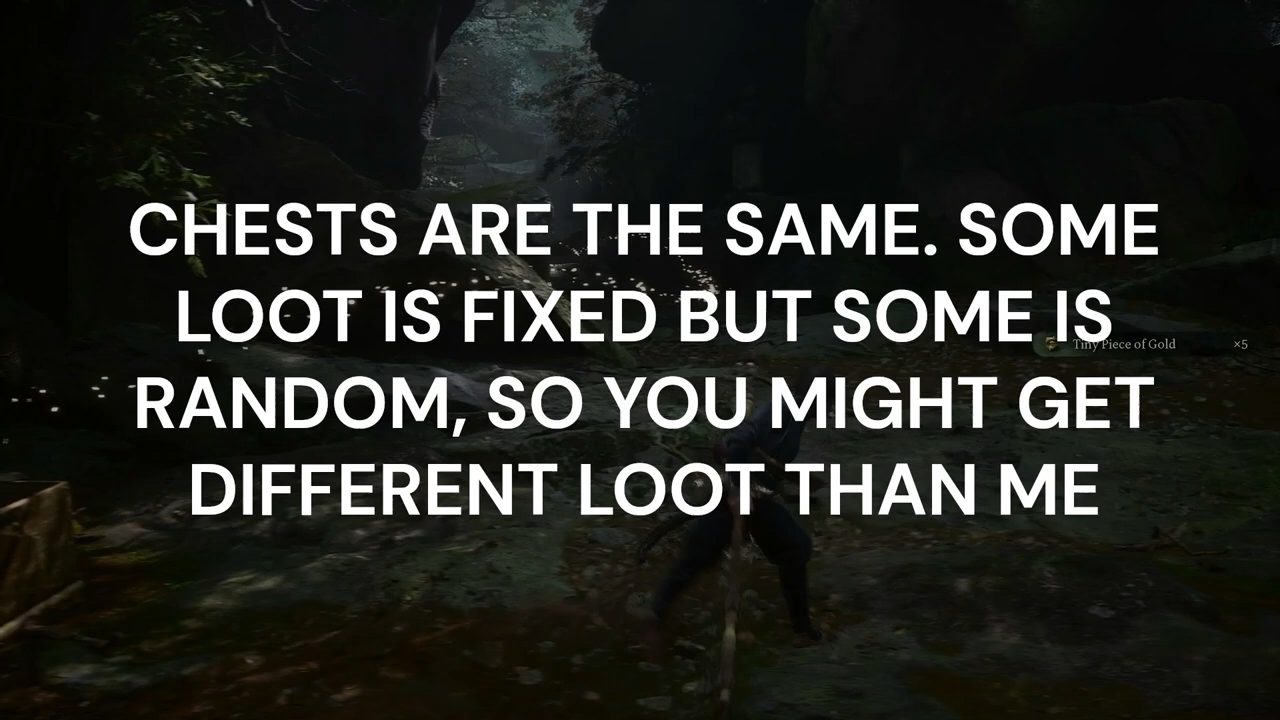 CHESTS ARE THE SAME. SOME
LOOT IS FIXED BUT SOME IS
Tiny Piece of Gold ×5
RANDOM, SO YOU MIGHT GET
DIFFERENT LOOT THAN ME